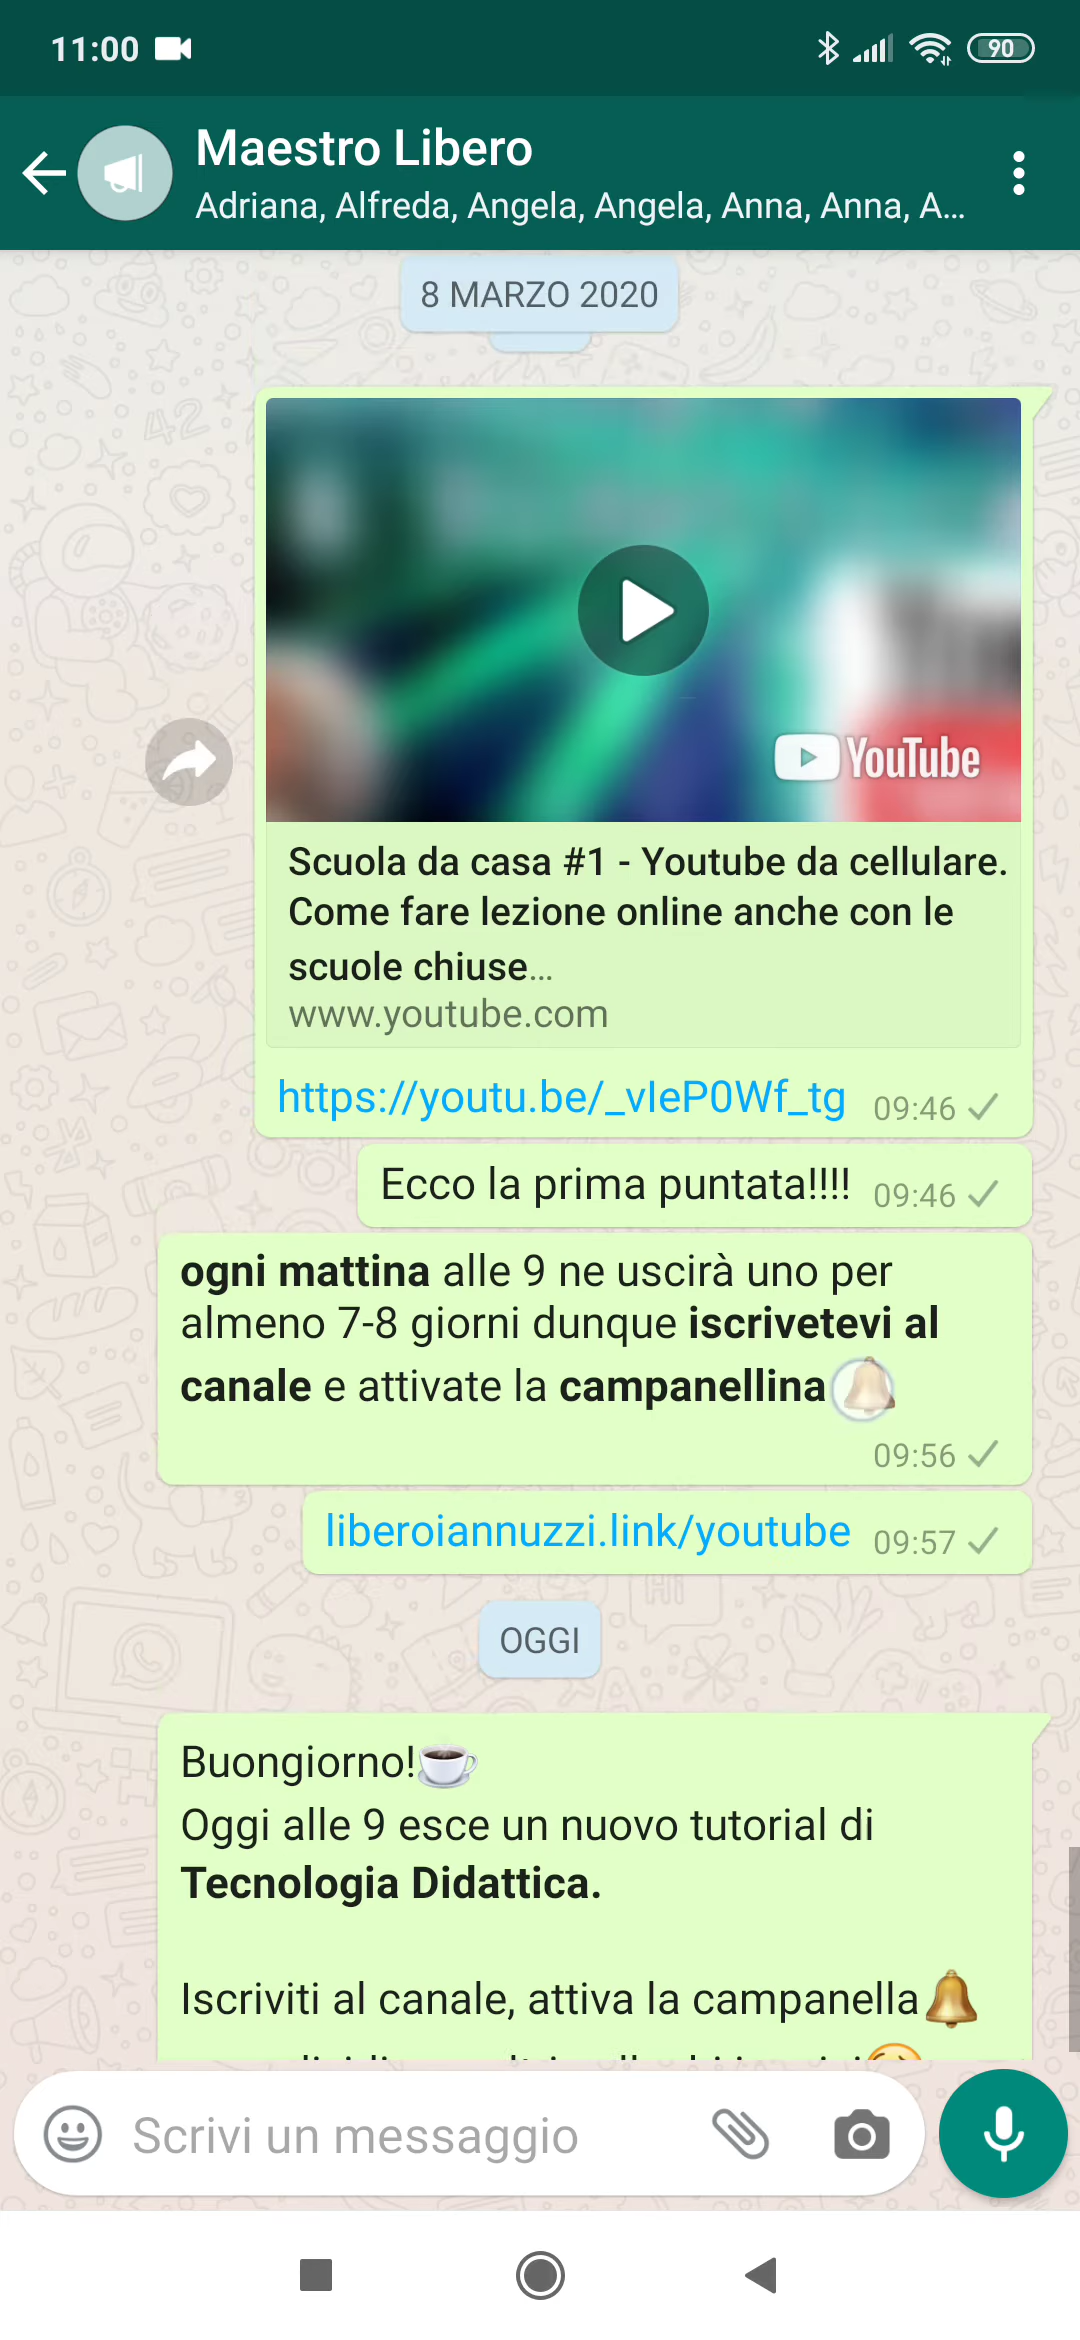 11:00
90
Maestro Libero
Adriana, Alfreda, Angela, Angela, Anna, Anna, A...
8 MARZO 2020
YouTube
Scuola da casa #1 - Youtube da cellulare.
Come fare lezione online anche con le
scuole chiuse...
www.youtube.com
https://youtu.be/_vIeP0Wf_tg 09:46
Ecco la prima puntata!!!! 09:46
ogni mattina alle 9 ne uscirà uno per
almeno 7-8 giorni dunque iscrivetevi al
canale e attivate la campanellina🔔
09:56
liberoiannuzzi.link/youtube 09:57
OGGI
Buongiorno!☕
Oggi alle 9 esce un nuovo tutorial di
Tecnologia Didattica.
Iscriviti al canale, attiva la campanella🔔
Scrivi un messaggio